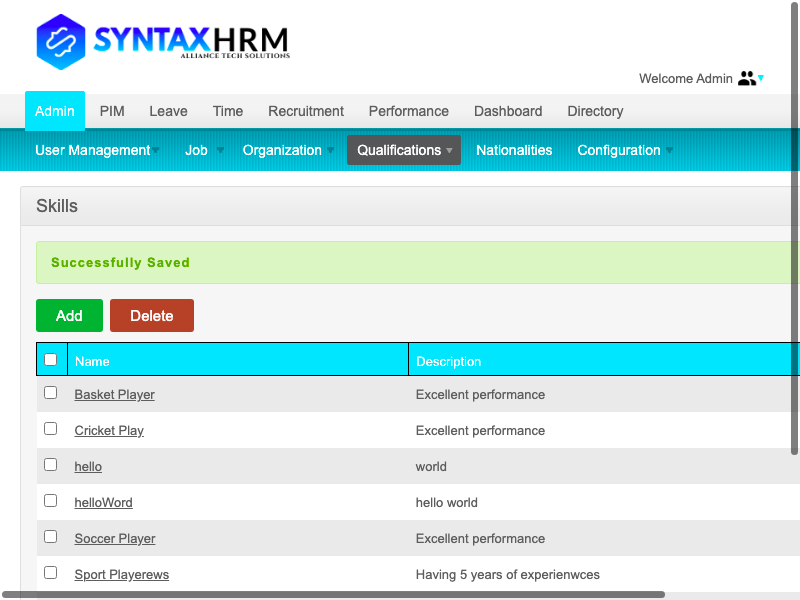 SYNTAXHRM
ALLIANCE TECH SOLUTIONS
Welcome Admin
Admin PIM Leave Time Recruitment Performance Dashboard Directory
User Management Job Organization Qualifications Nationalities Configuration
Skills
Successfully Saved
Add Delete
Name Description
Basket Player Excellent performance
Cricket Play Excellent performance
hello world
helloWord hello world
Soccer Player Excellent performance
Sport Playerews Having 5 years of experienwces